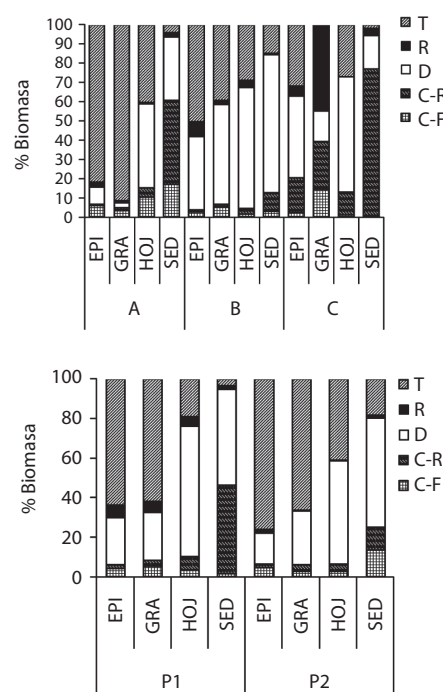 100
90
80
70
60
50
40
30
20
10
0
% Biomasa
EPI GRA HOJ SED EPI GRA HOJ SED EPI GRA HOJ SED
A B C
T
R
D
C-R
C-F
100
80
60
40
20
0
% Biomasa
EPI GRA HOJ SED EPI GRA HOJ SED
P1 P2
T
R
D
C-R
C-F